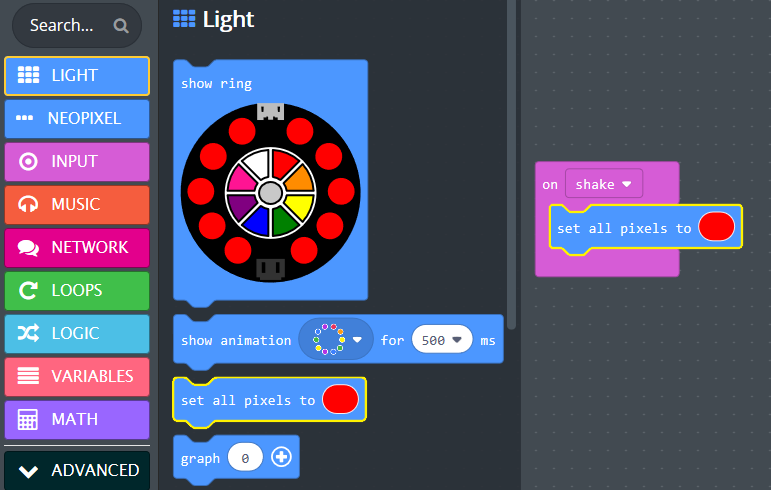 Search...
LIGHT
NEOPIXEL
INPUT
MUSIC
NETWORK
LOOPS
LOGIC
VARIABLES
MATH
ADVANCED
Light
show ring
show animation for 500 ms
set all pixels to
graph 0
on shake
set all pixels to